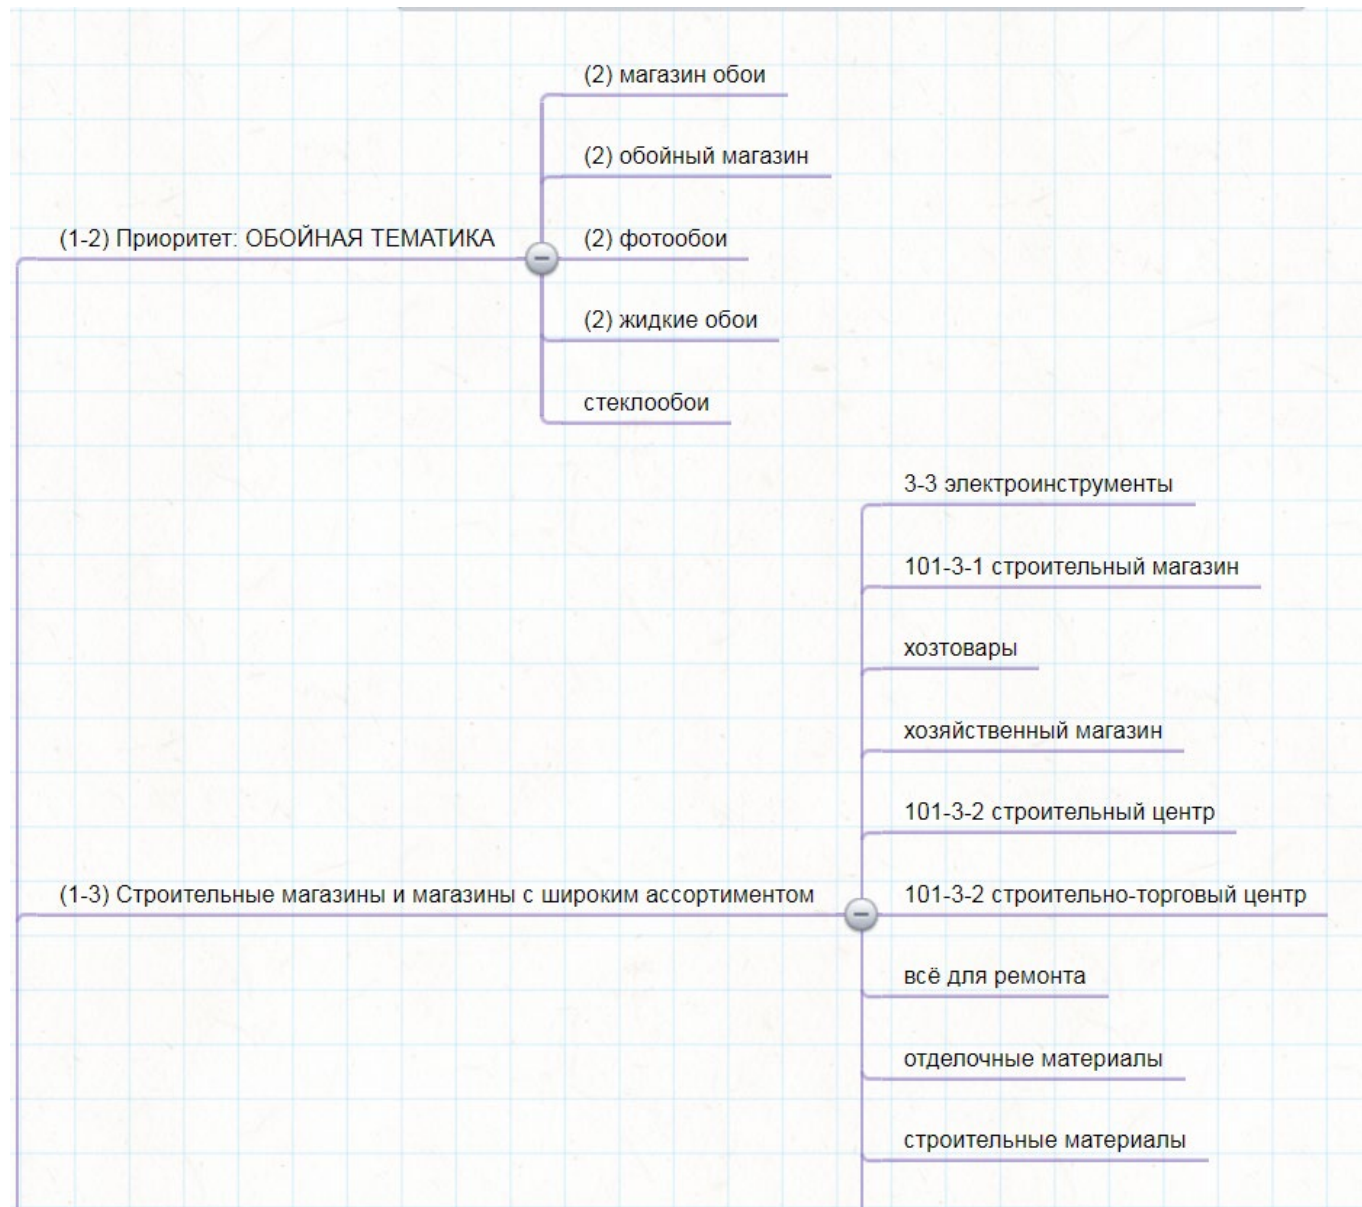 (2) магазин обои
(2) обойный магазин
(1-2) Приоритет: ОБОЙНАЯ ТЕМАТИКА
(2) фотообои
(2) жидкие обои
стеклообои
3-3 электроинструменты
101-3-1 строительный магазин
хозтовары
хозяйственный магазин
101-3-2 строительный центр
(1-3) Строительные магазины и магазины с широким ассортиментом
101-3-2 строительно-торговый центр
всё для ремонта
отделочные материалы
строительные материалы